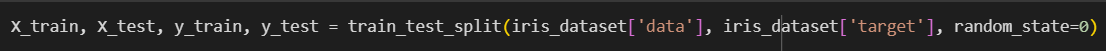 X_train, X_test, y_train, y_test = train_test_split(iris_dataset['data'], iris_dataset['target'], random_state=0)